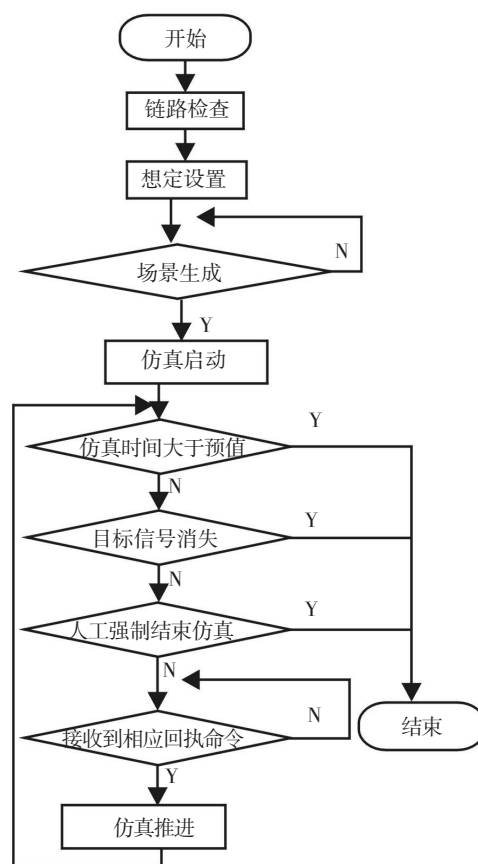 开始
链路检查
想定设置
N
场景生成
Y
仿真启动
Y
仿真时间大于预值
N
Y
目标信号消失
N
Y
人工强制结束仿真
N
N
结束
接收到相应回执命令
Y
仿真推进